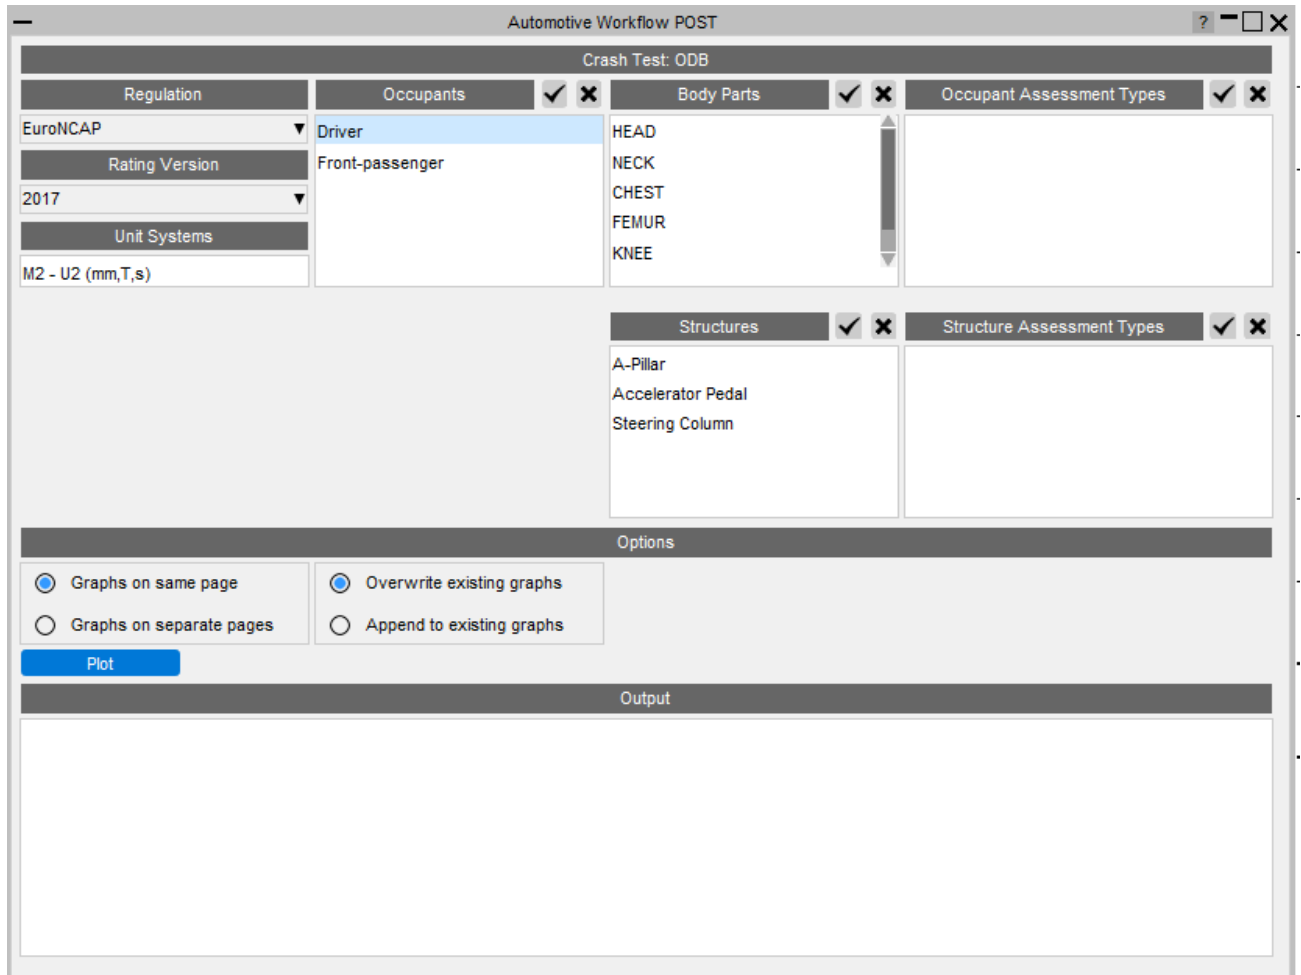 Automotive Workflow POST
?
Crash Test: ODB
Regulation
Occupants
Body Parts
Occupant Assessment Types
EuroNCAP
Driver
Front-passenger
HEAD
NECK
CHEST
FEMUR
KNEE
Rating Version
2017
Unit Systems
M2 - U2 (mm,T,s)
Structures
Structure Assessment Types
A-Pillar
Accelerator Pedal
Steering Column
Options
Graphs on same page
Overwrite existing graphs
Graphs on separate pages
Append to existing graphs
Plot
Output